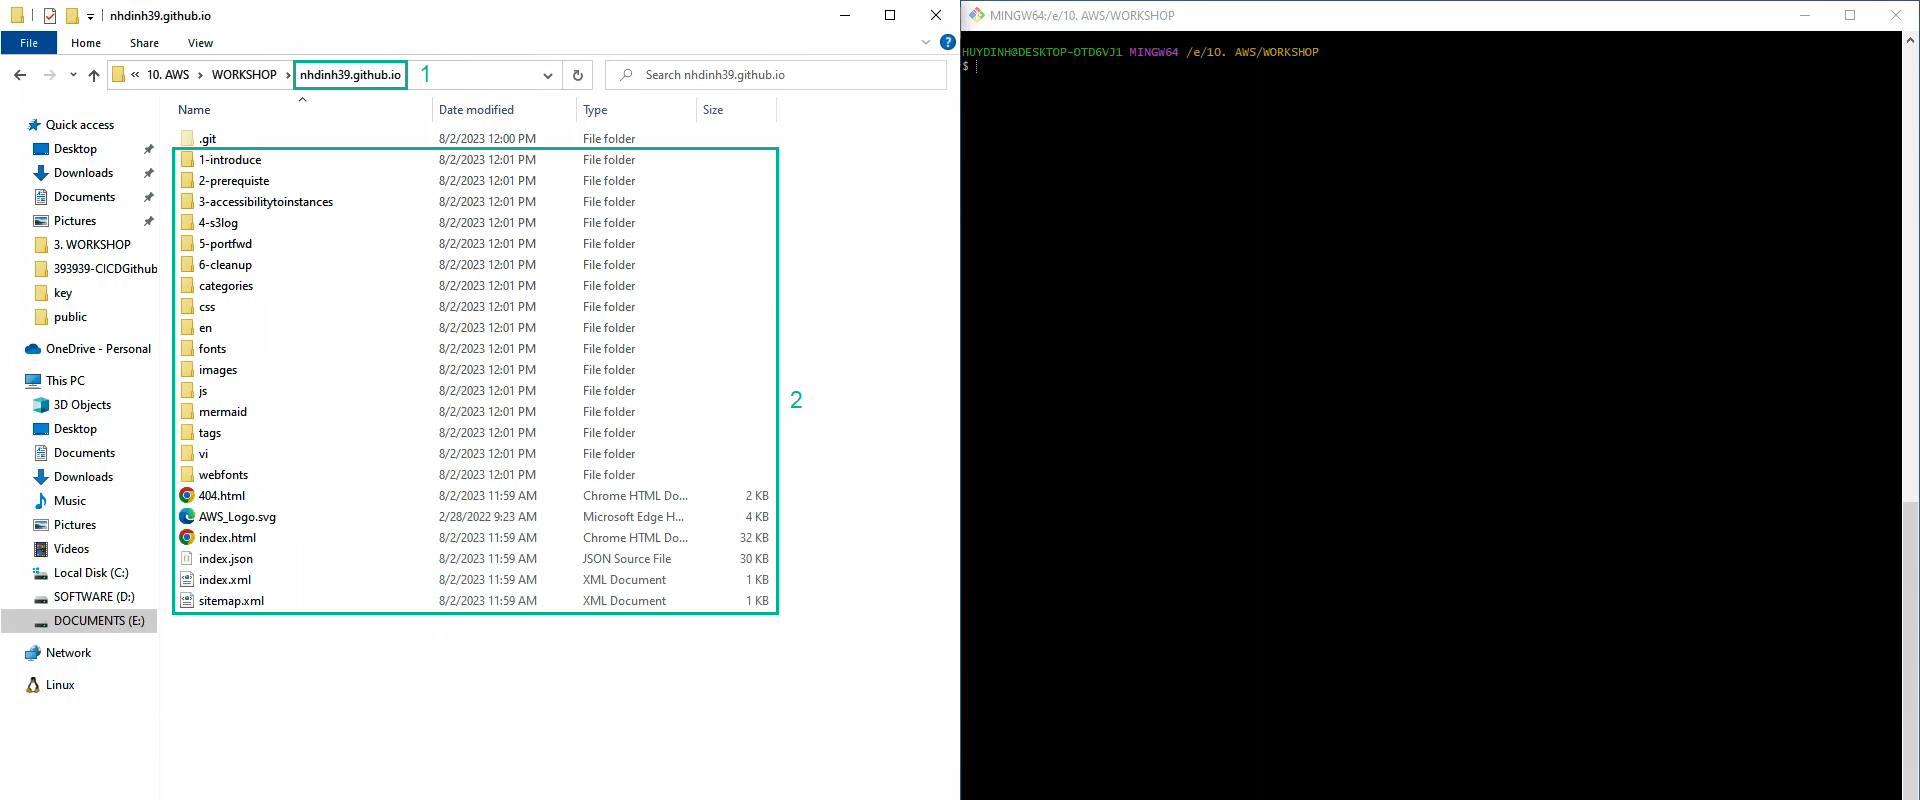 nhdinh39.github.io
File Home Share View
« 10. AWS > WORKSHOP > nhdinh39.github.io 1
Search nhdinh39.github.io
Quick access
Desktop
Downloads
Documents
Pictures
3. WORKSHOP
393939-CICDGithub
key
public
OneDrive - Personal
This PC
3D Objects
Desktop
Documents
Downloads
Music
Pictures
Videos
Local Disk (C:)
SOFTWARE (D:)
DOCUMENTS (E:)
Network
Linux
Name Date modified Type Size
.git 8/2/2023 12:00 PM File folder
1-introduce 8/2/2023 12:01 PM File folder
2-prerequiste 8/2/2023 12:01 PM File folder
3-accessibilitytoinstances 8/2/2023 12:01 PM File folder
4-s3log 8/2/2023 12:01 PM File folder
5-portfwd 8/2/2023 12:01 PM File folder
6-cleanup 8/2/2023 12:01 PM File folder
categories 8/2/2023 12:01 PM File folder
css 8/2/2023 12:01 PM File folder
en 8/2/2023 12:01 PM File folder
fonts 8/2/2023 12:01 PM File folder
images 8/2/2023 12:01 PM File folder
js 8/2/2023 12:01 PM File folder
mermaid 8/2/2023 12:01 PM File folder
tags 8/2/2023 12:01 PM File folder
vi 8/2/2023 12:01 PM File folder
webfonts 8/2/2023 12:01 PM File folder
404.html 8/2/2023 11:59 AM Chrome HTML Do... 2 KB
AWS_Logo.svg 2/28/2022 9:23 AM Microsoft Edge H... 4 KB
index.html 8/2/2023 11:59 AM Chrome HTML Do... 32 KB
index.json 8/2/2023 11:59 AM JSON Source File 30 KB
index.xml 8/2/2023 11:59 AM XML Document 1 KB
sitemap.xml 8/2/2023 11:59 AM XML Document 1 KB
2
MINGW64:/e/10. AWS/WORKSHOP
HUYDINH@DESKTOP-OTD6VJ1 MINGW64 /e/10. AWS/WORKSHOP
$